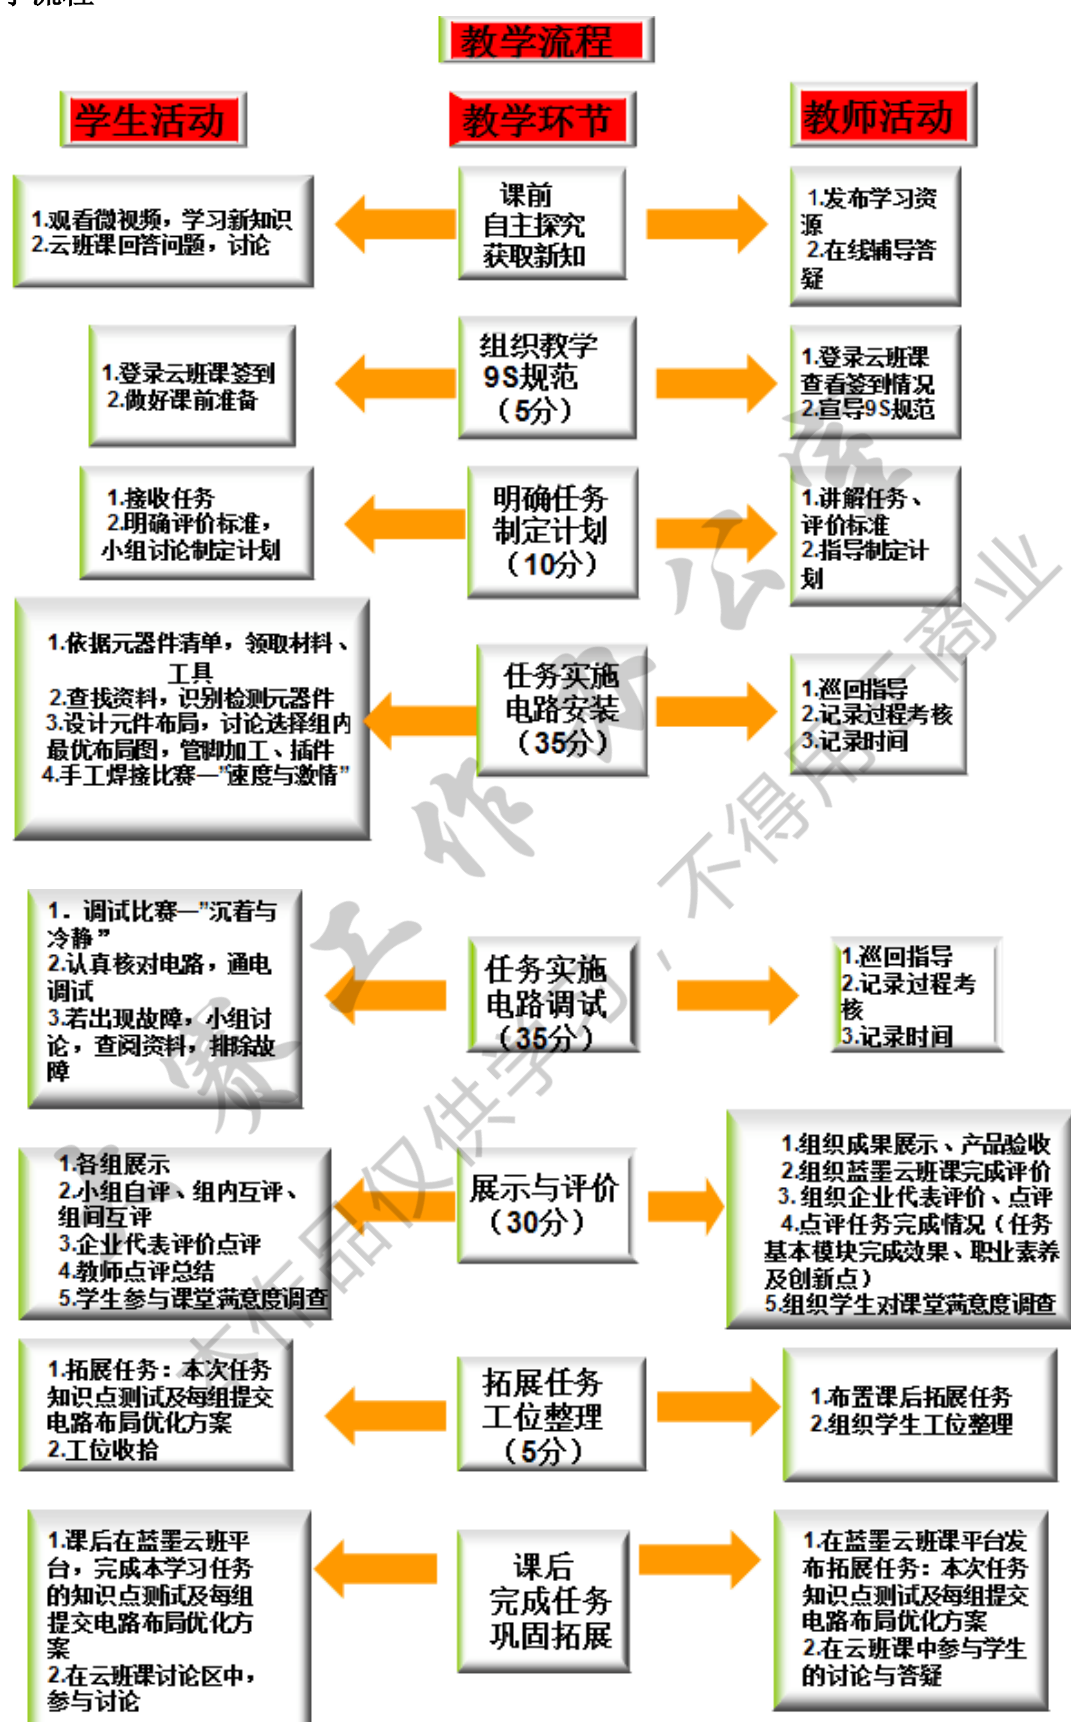 教学流程
学生活动
教学环节
教师活动
1.观看微视频，学习新知识
2.云班课回答问题，讨论
课前
自主探究
获取新知
1.发布学习资
源
2.在线辅导答
疑
1.登录云班课签到
2.做好课前准备
组织教学
9S规范
（5分）
1.登录云班课
查看签到情况
2.宣导9S规范
1.接收任务
2.明确评价标准，
小组讨论制定计划
明确任务
制定计划
（10分）
1.讲解任务、
评价标准
2.指导制定计
划
1.依据元器件清单，领取材料、
工具
2.查找资料，识别检测元器件
3.设计元件布局，讨论选择组内
最优布局图，管脚加工、插件
4.手工焊接比赛—”速度与激情”
任务实施
电路安装
（35分）
1.巡回指导
2.记录过程考核
3.记录时间
1．调试比赛—”沉着与
冷静”
2.认真核对电路，通电
调试
3.若出现故障，小组讨
论，查阅资料，排除故
障
任务实施
电路调试
（35分）
1.巡回指导
2.记录过程考
核
3.记录时间
1.各组展示
2.小组自评、组内互评、
组间互评
3.企业代表评价点评
4.教师点评总结
5.学生参与课堂满意度调查
展示与评价
（30分）
1.组织成果展示、产品验收
2.组织蓝墨云班课完成评价
3.组织企业代表评价、点评
4.点评任务完成情况（任务
基本模块完成效果、职业素养
及创新点）
5.组织学生对课堂满意度调查
1.拓展任务：本次任务
知识点测试及每组提交
电路布局优化方案
2.工位收拾
拓展任务
工位整理
（5分）
1.布置课后拓展任务
2.组织学生工位整理
1.课后在蓝墨云班平
台，完成本学习任务
的知识点测试及每组
提交电路布局优化方
案
2.在云班课讨论区中，
参与讨论
课后
完成任务
巩固拓展
1.在蓝墨云班课平台发
布拓展任务：本次任务
知识点测试及每组提交
电路布局优化方案
2.在云班课中参与学生
的讨论与答疑
大赛工作办公室
本作品仅供学习，不得用于商业